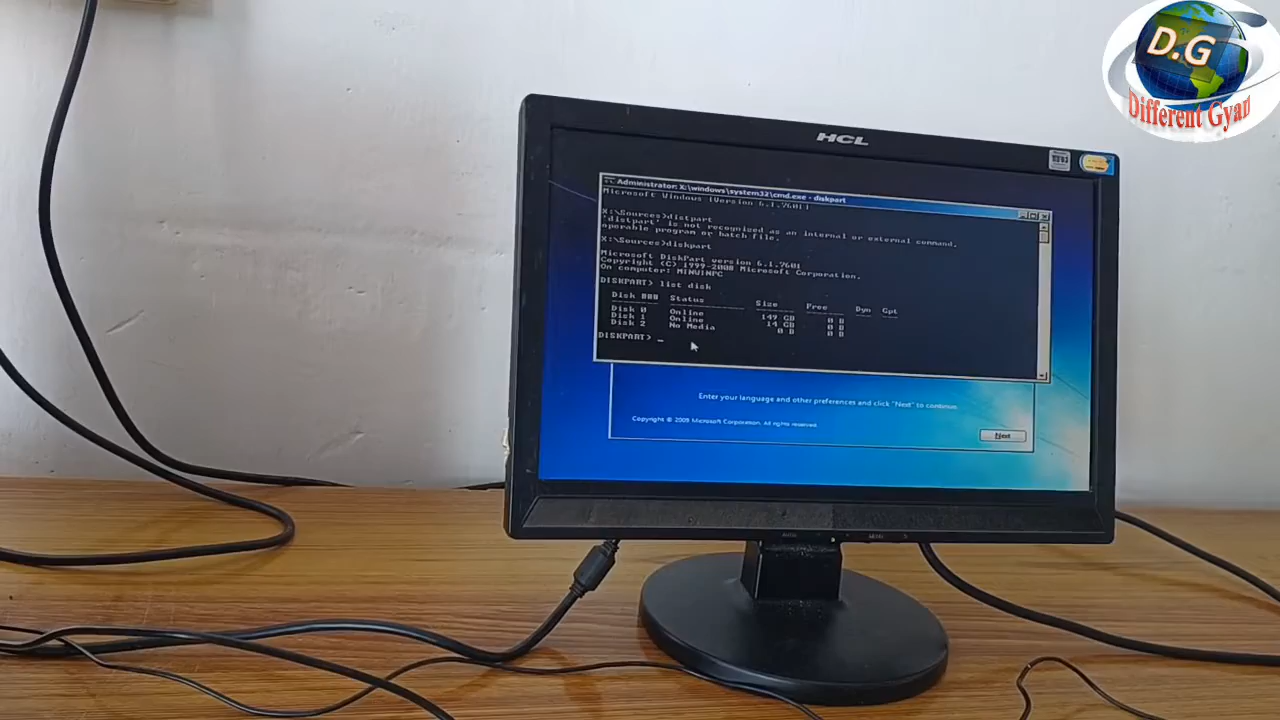 D.G
Different Gyan
HCL
Administrator: X:\windows\system32\cmd.exe - diskpart
Microsoft Windows [Version 6.1.7601]
X:\Sources>distpart
'distpart' is not recognized as an internal or external command,
operable program or batch file.
X:\Sources>diskpart
Microsoft DiskPart version 6.1.7601
Copyright (C) 1999-2008 Microsoft Corporation.
On computer: MINWINPC
DISKPART> list disk
Disk ### Status Size Free Dyn Gpt
Disk 0 Online 149 GB 0 B
Disk 1 Online 14 GB 0 B
Disk 2 No Media 0 B 0 B
DISKPART> _
Enter your language and other preferences and click "Next" to continue.
Copyright © 2009 Microsoft Corporation. All rights reserved.
Next